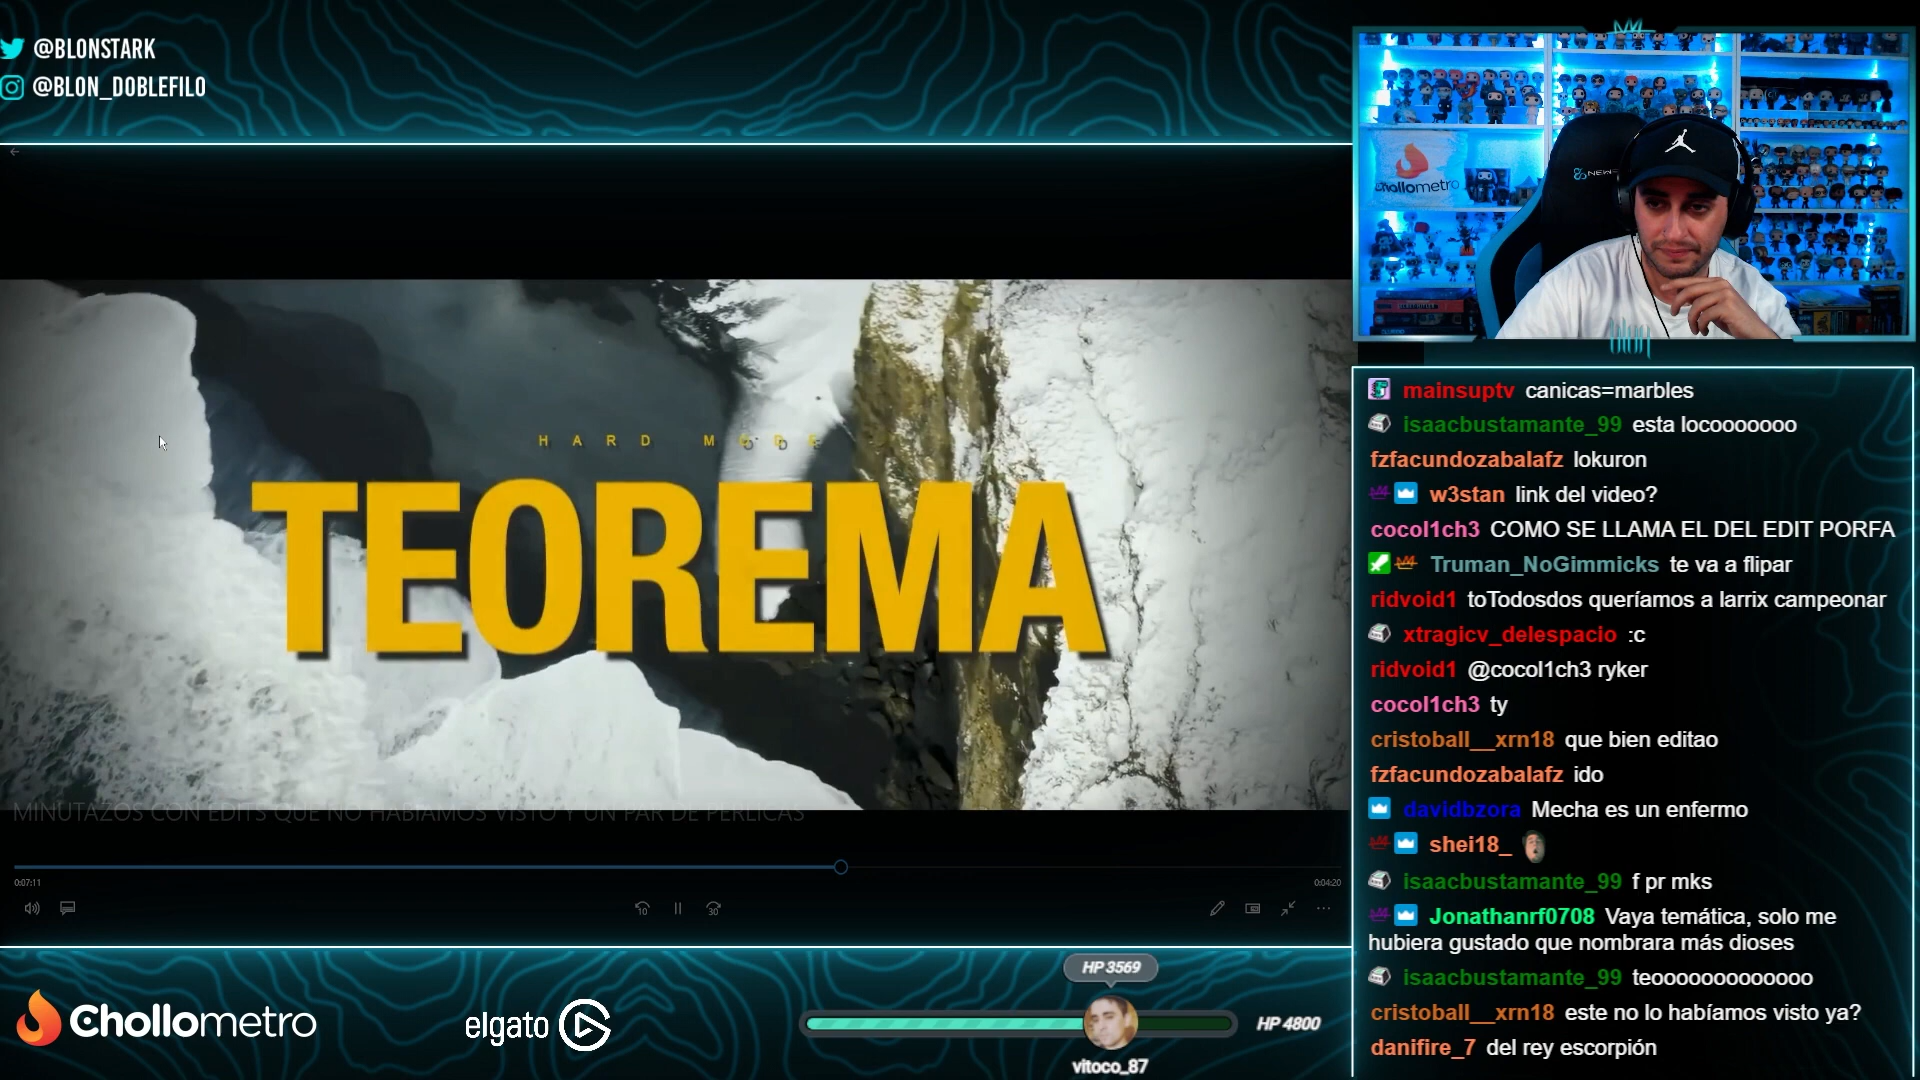 @BLONSTARK
@BLON_DOBLEFILO
HARD MODE
TEOREMA
MINUTAZOS CON EDITS QUE NO HABIAMOS VISTO Y UN PAR DE PERLICAS
0:07:11
0:04:20
10
30
Chollometro
elgato
HP 3569
HP 4800
vitoco_87
chollometro
blon
mainsuptv canicas=marbles
isaacbustamante_99 esta locooooooo
fzfacundozabalafz lokuron
w3stan link del video?
cocol1ch3 COMO SE LLAMA EL DEL EDIT PORFA
Truman_NoGimmicks te va a flipar
ridvoid1 toTodosdos queríamos a larrix campeonar
xtragicv_delespacio :c
ridvoid1 @cocol1ch3 ryker
cocol1ch3 ty
cristoball__xrn18 que bien editao
fzfacundozabalafz ido
davidbzora Mecha es un enfermo
shei18_
isaacbustamante_99 f pr mks
Jonathanrf0708 Vaya temática, solo me
hubiera gustado que nombrara más dioses
isaacbustamante_99 teooooooooooooo
cristoball__xrn18 este no lo habíamos visto ya?
danifire_7 del rey escorpión